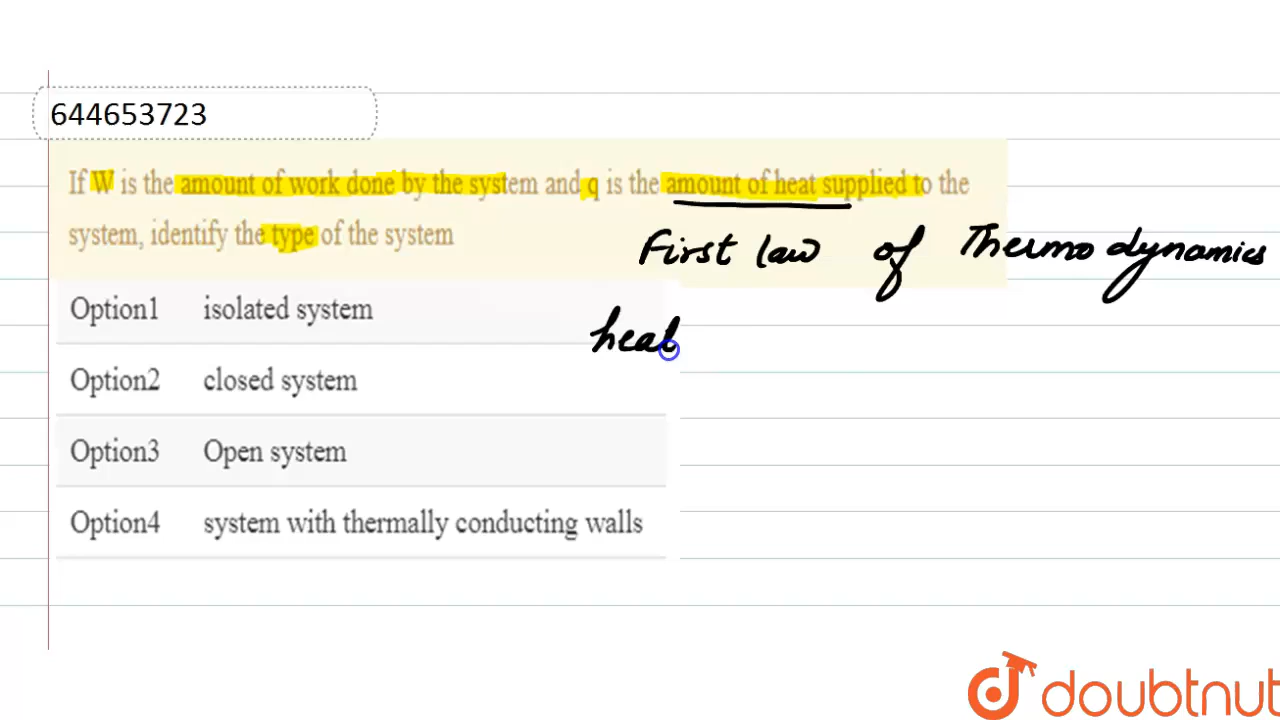 644653723
If W is the amount of work done by the system and q is the amount of heat supplied to the
system, identify the type of the system
First law of Thermodynamics
Option1 isolated system
heat
Option2 closed system
Option3 Open system
Option4 system with thermally conducting walls
doubtnut